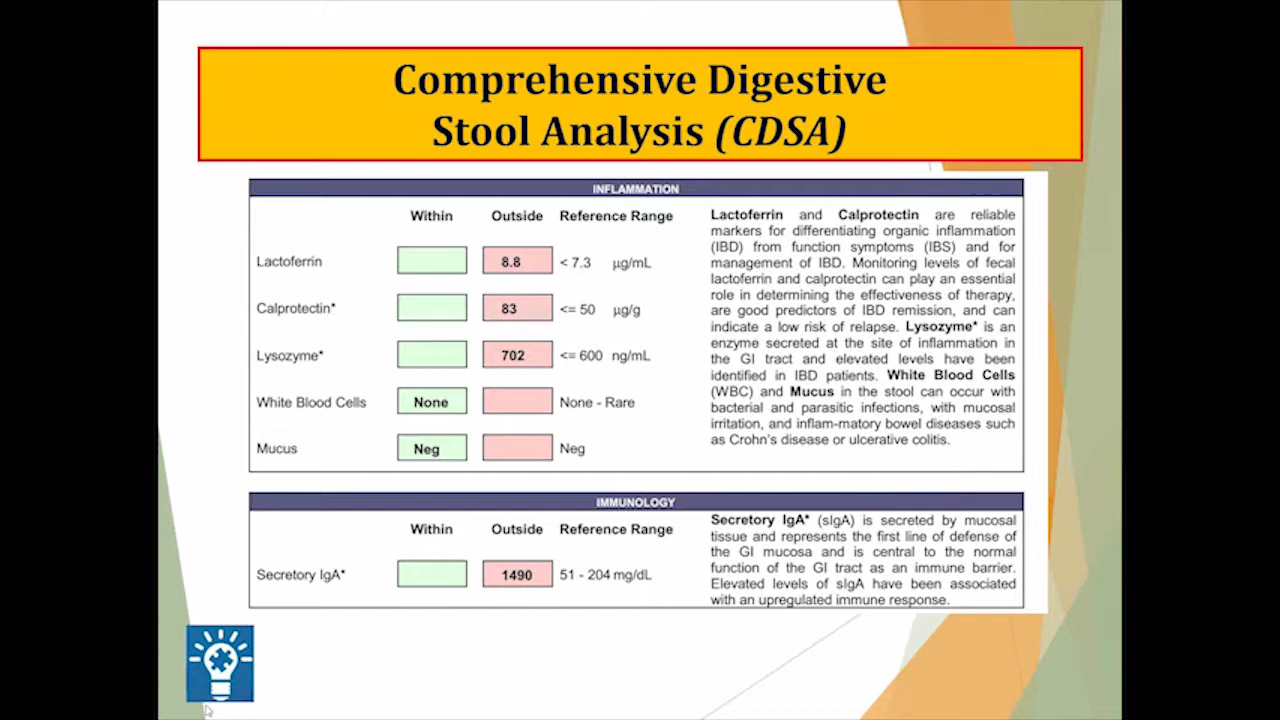 Comprehensive Digestive
Stool Analysis (CDSA)
INFLAMMATION
Within Outside Reference Range
Lactoferrin 8.8 < 7.3 µg/mL
Calprotectin* 83 <= 50 µg/g
Lysozyme* 702 <= 600 ng/mL
White Blood Cells None None - Rare
Mucus Neg Neg
Lactoferrin and Calprotectin are reliable
markers for differentiating organic inflammation
(IBD) from function symptoms (IBS) and for
management of IBD. Monitoring levels of fecal
lactoferrin and calprotectin can play an essential
role in determining the effectiveness of therapy,
are good predictors of IBD remission, and can
indicate a low risk of relapse. Lysozyme* is an
enzyme secreted at the site of inflammation in
the GI tract and elevated levels have been
identified in IBD patients. White Blood Cells
(WBC) and Mucus in the stool can occur with
bacterial and parasitic infections, with mucosal
irritation, and inflam-matory bowel diseases such
as Crohn's disease or ulcerative colitis.
IMMUNOLOGY
Within Outside Reference Range
Secretory IgA* 1490 51 - 204 mg/dL
Secretory IgA* (sIgA) is secreted by mucosal
tissue and represents the first line of defense of
the GI mucosa and is central to the normal
function of the GI tract as an immune barrier.
Elevated levels of sIgA have been associated
with an upregulated immune response.